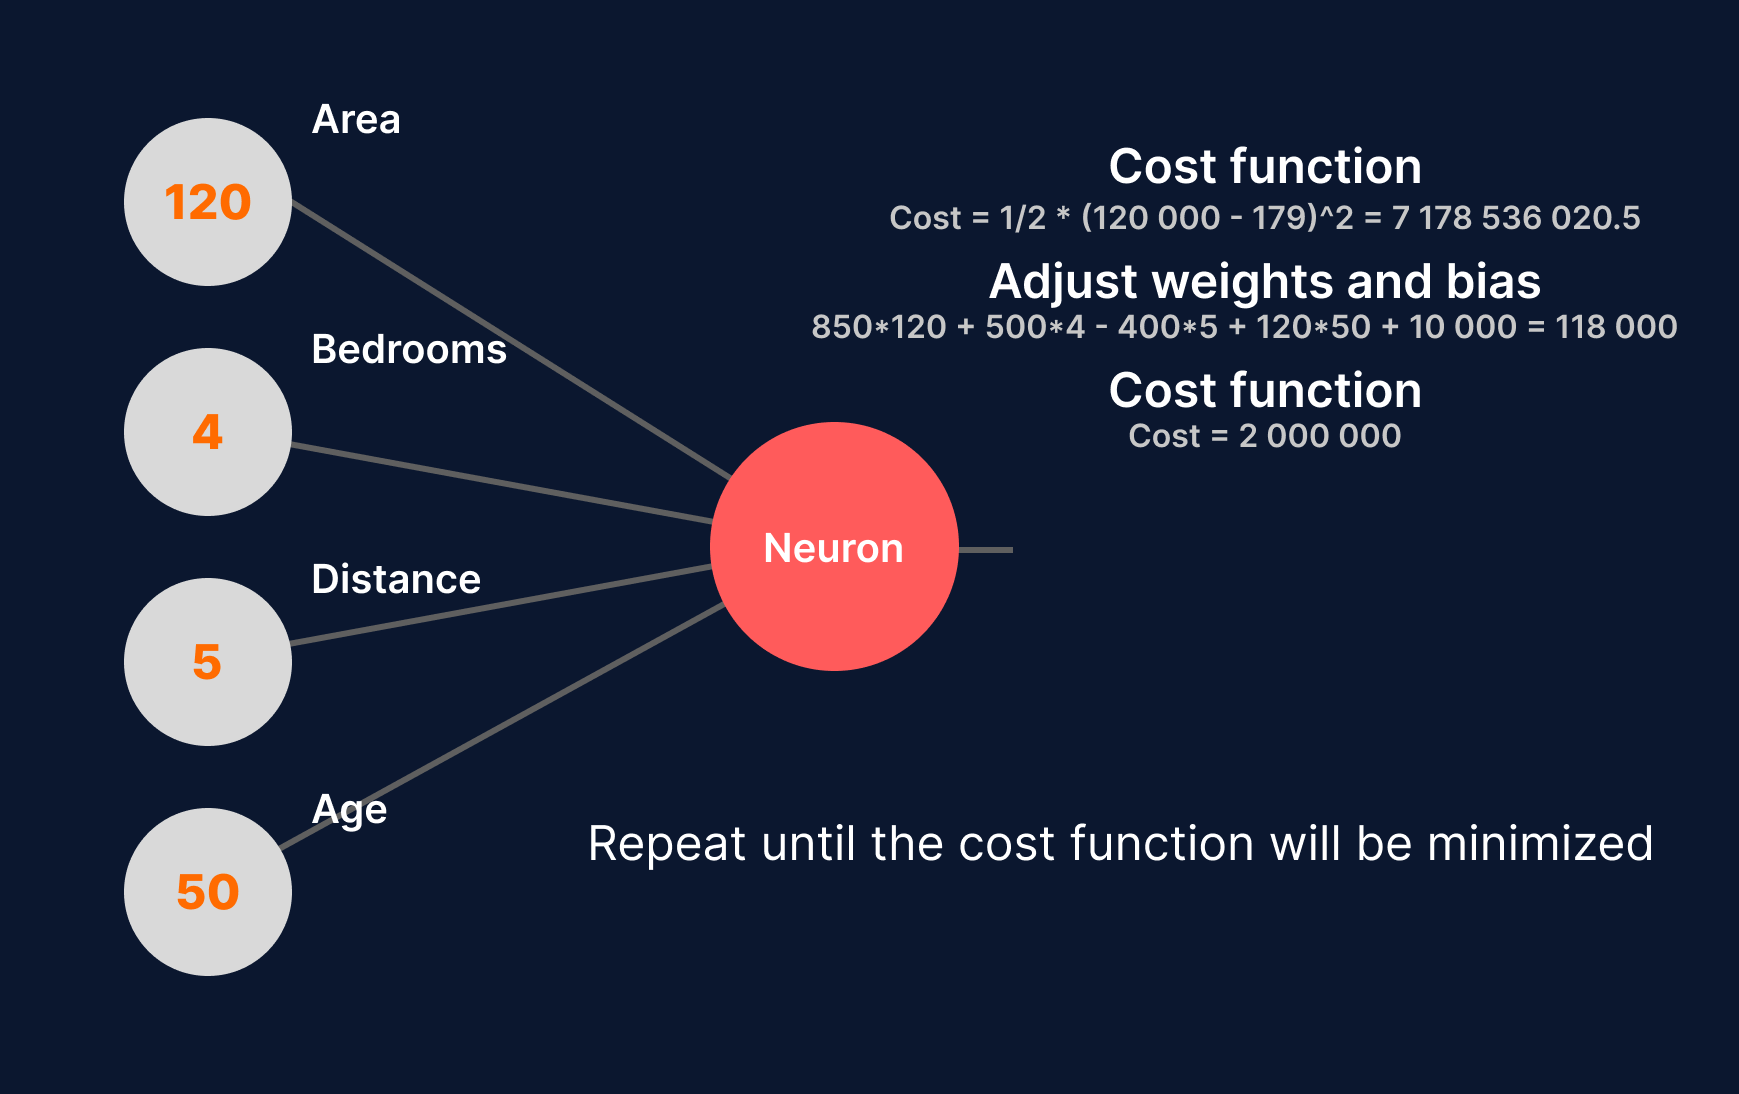 Area
120
Bedrooms
4
Distance
5
Age
50
Neuron
Cost function
Cost = 1/2 * (120 000 - 179)^2 = 7 178 536 020.5
Adjust weights and bias
850*120 + 500*4 - 400*5 + 120*50 + 10 000 = 118 000
Cost function
Cost = 2 000 000
Repeat until the cost function will be minimized